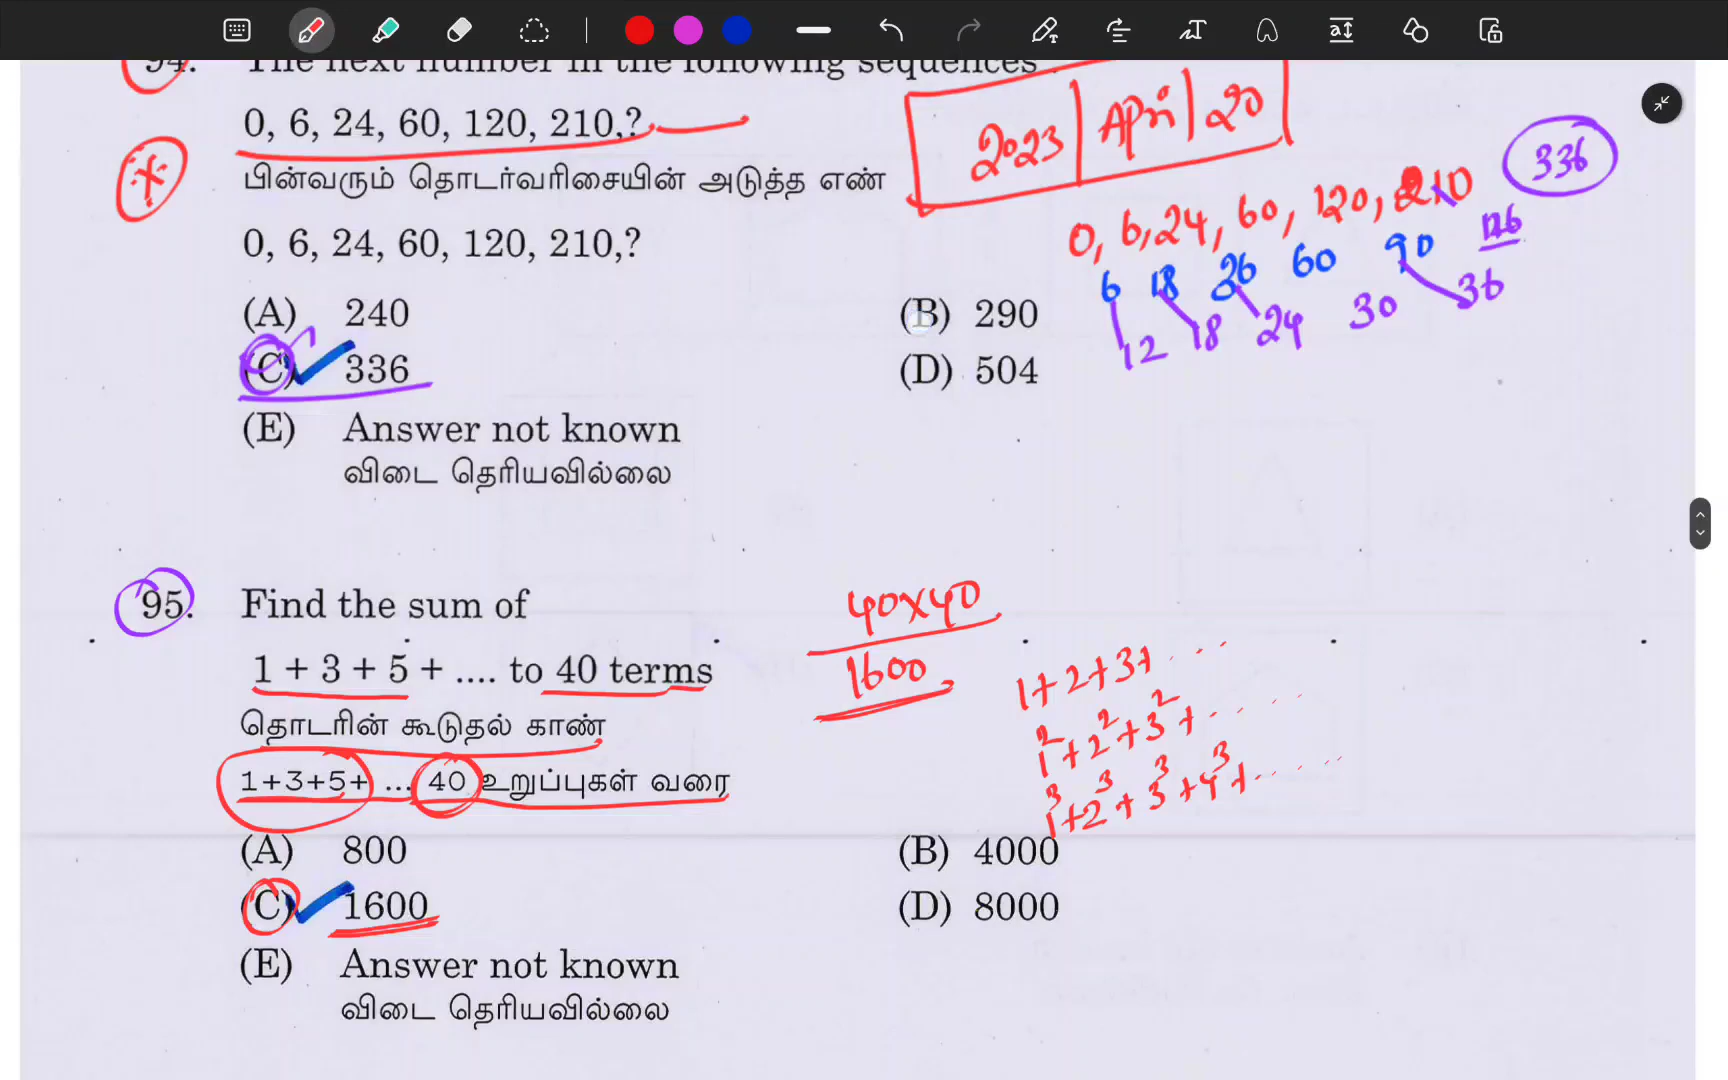 94. The next number in the following sequences
0, 6, 24, 60, 120, 210,?
பின்வரும் தொடர்வரிசையின் அடுத்த எண்
0, 6, 24, 60, 120, 210,?
(A) 240 (B) 290
(C) 336 (D) 504
(E) Answer not known
விடை தெரியவில்லை
2023 | April | 20
336
0, 6, 24, 60, 120, 210
6 18 36 60 90 126
12 18 24 30 36
95. Find the sum of
1 + 3 + 5 + .... to 40 terms
தொடரின் கூடுதல் காண்
1+3+5+ ... 40 உறுப்புகள் வரை
(A) 800 (B) 4000
(C) 1600 (D) 8000
(E) Answer not known
விடை தெரியவில்லை
40x40
1600
1+2+3+.....
1²+2²+3²+.....
1³+2³+3³+4³+.....